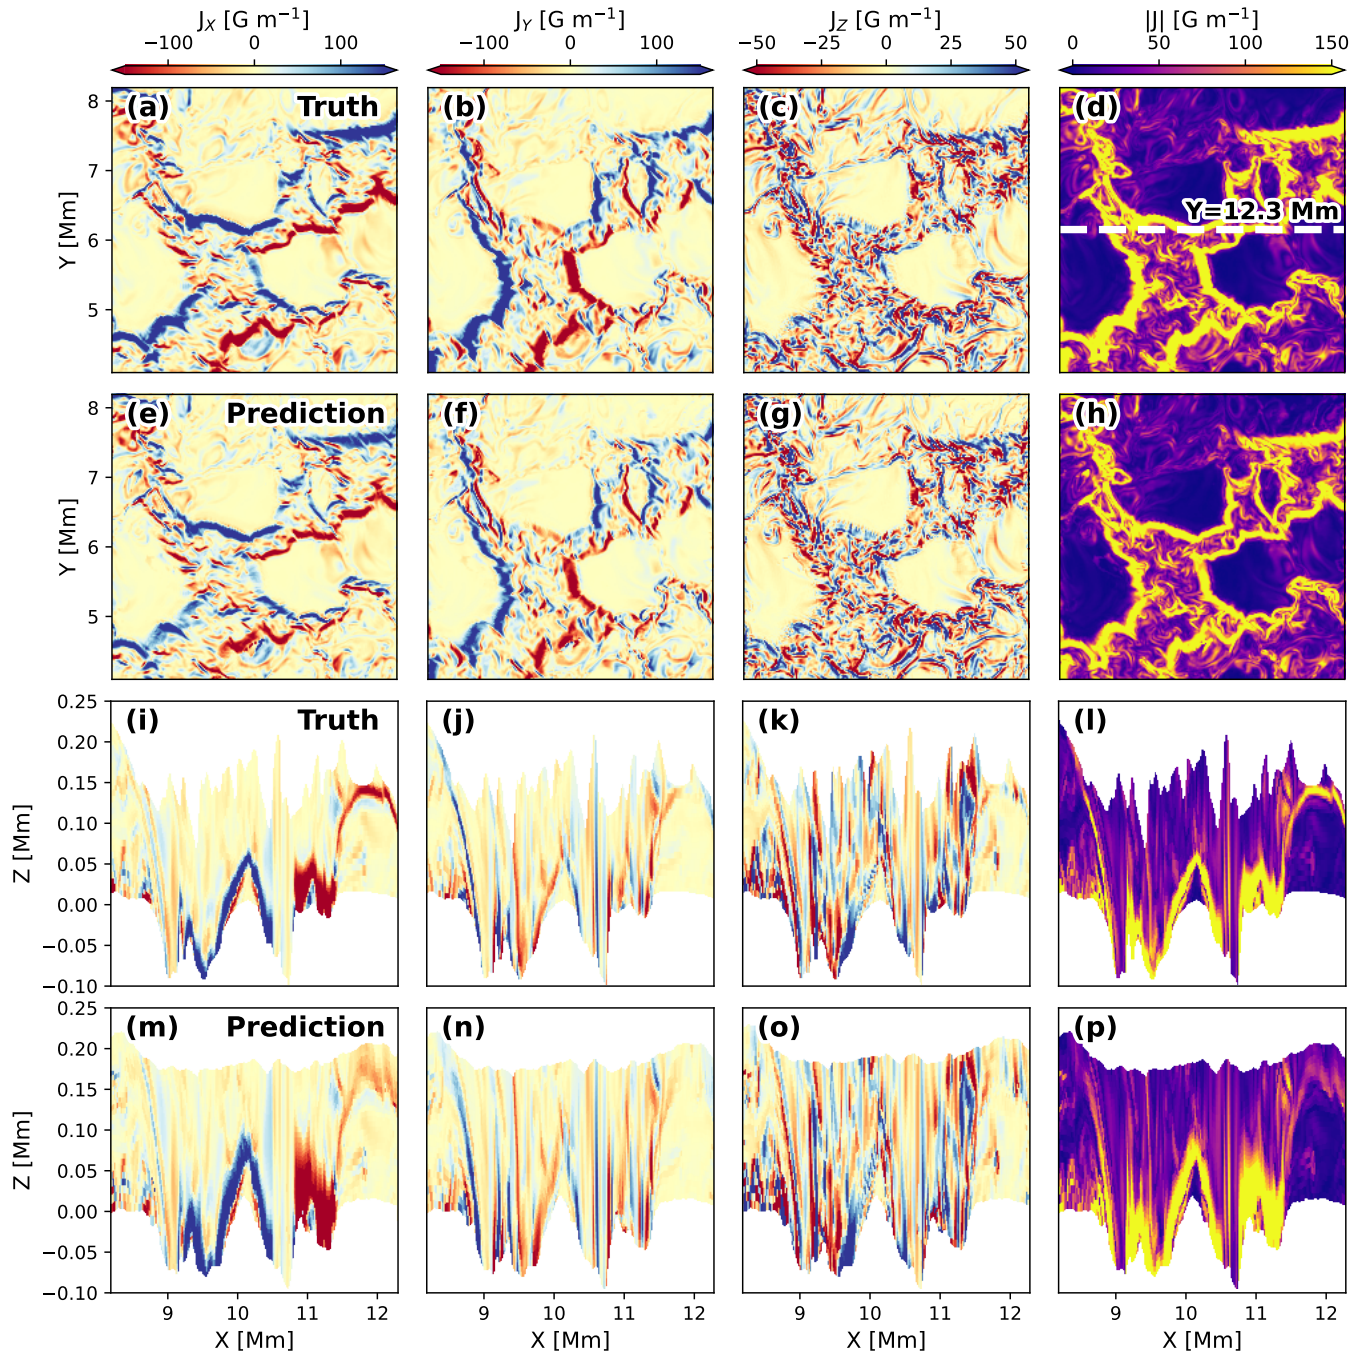 J_X [G m⁻¹] J_Y [G m⁻¹] J_Z [G m⁻¹] |J| [G m⁻¹]
−100 0 100 −100 0 100 −50 −25 0 25 50 0 50 100 150
(a) Truth (b) (c) (d)
8
7
6
5
Y [Mm]
Y=12.3 Mm
(e) Prediction (f) (g) (h)
8
7
6
5
Y [Mm]
(i) Truth (j) (k) (l)
0.25
0.20
0.15
0.10
0.05
0.00
−0.05
−0.10
Z [Mm]
(m) Prediction (n) (o) (p)
0.25
0.20
0.15
0.10
0.05
0.00
−0.05
−0.10
Z [Mm]
9 10 11 12 9 10 11 12 9 10 11 12 9 10 11 12
X [Mm] X [Mm] X [Mm] X [Mm]